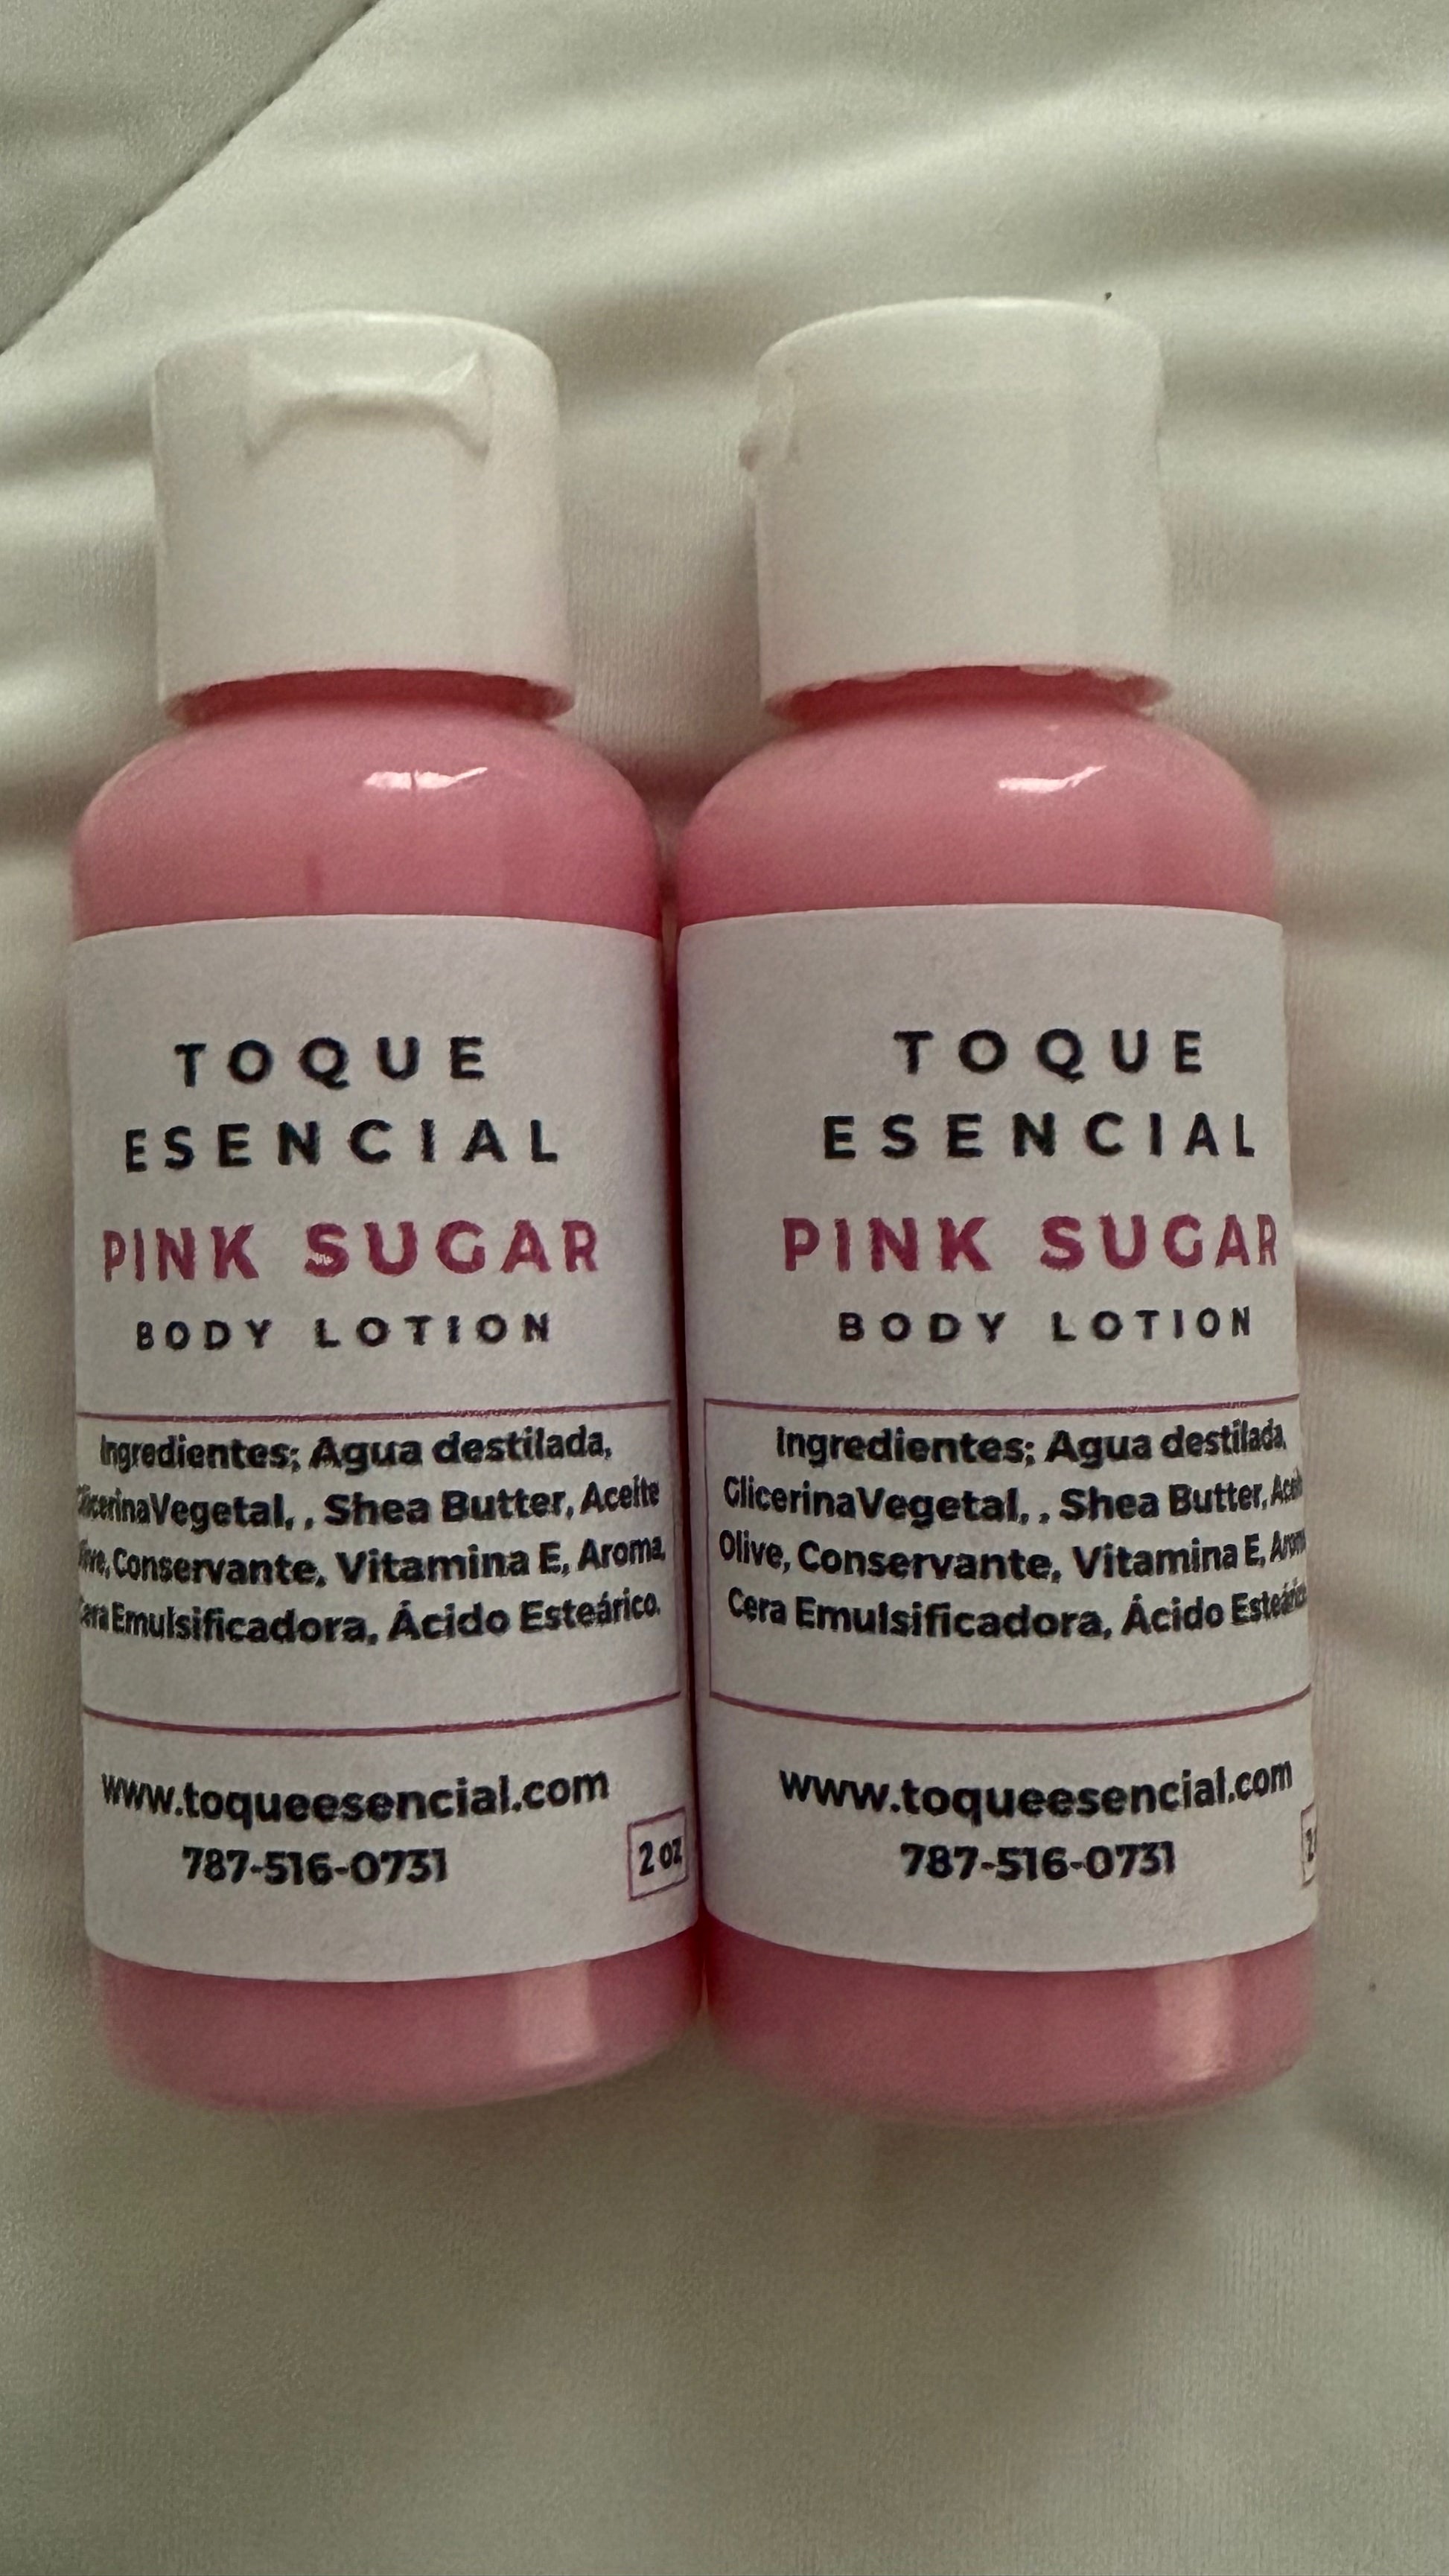 TOQUE
ESENCIAL
PINK SUGAR
BODY LOTION
Ingredientes; Agua destilada,
GlicerinaVegetal, , Shea Butter, Aceite
Olive, Conservante, Vitamina E, Aroma,
Cera Emulsificadora, Ácido Esteárico.
www.toqueesencial.com
787-516-0731
2 oz
TOQUE
ESENCIAL
PINK SUGAR
BODY LOTION
Ingredientes; Agua destilada,
GlicerinaVegetal, , Shea Butter,
Olive, Conservante, Vitamina E,
Cera Emulsificadora, Ácido
www.toqueesencial.com
787-516-0731